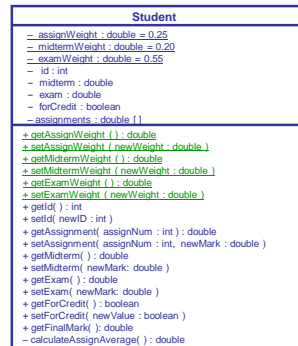 Student
– assignWeight : double = 0.25
– midtermWeight : double = 0.20
– examWeight : double = 0.55
– id : int
– midterm : double
– exam : double
– forCredit : boolean
– assignments : double [ ]
+ getAssignWeight ( ) : double
+ setAssignWeight ( newWeight : double )
+ getMidtermWeight ( ) : double
+ setMidtermWeight ( newWeight : double )
+ getExamWeight ( ) : double
+ setExamWeight ( newWeight : double )
+ getId( ) : int
+ setId( newID : int )
+ getAssignment( assignNum : int ) : double
+ setAssignment( assignNum : int, newMark : double )
+ getMidterm( ) : double
+ setMidterm( newMark: double )
+ getExam( ) : double
+ setExam( newMark: double )
+ getForCredit( ) : boolean
+ setForCredit( newValue : boolean )
+ getFinalMark( ): double
– calculateAssignAverage( ) : double